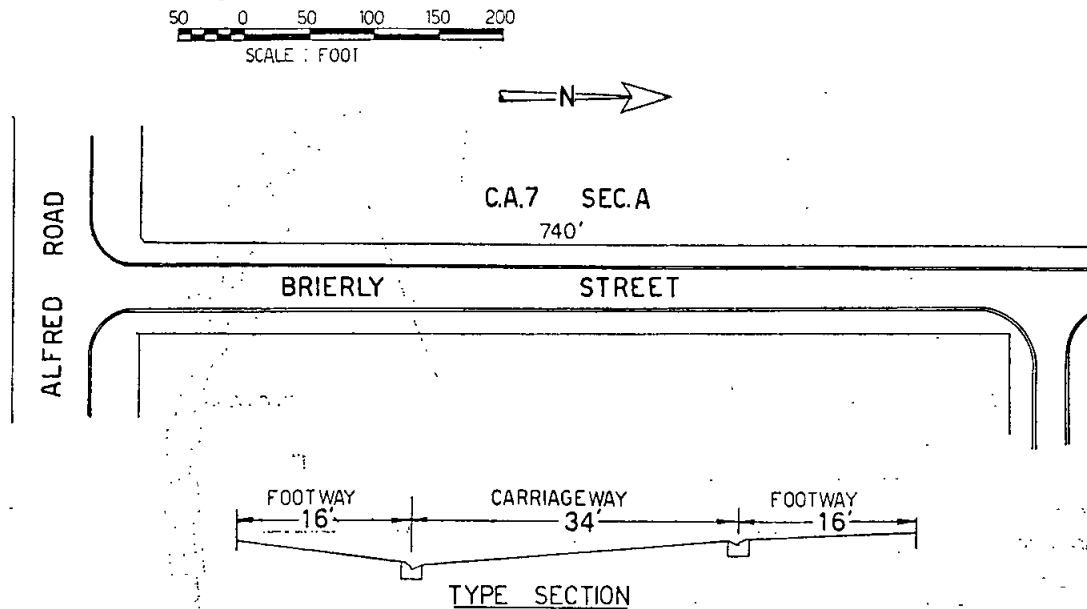 50 0 50 100 150 200
SCALE : FOOT
N
C.A.7 SEC.A
740'
ALFRED ROAD
BRIERLY STREET
FOOTWAY CARRIAGEWAY FOOTWAY
16' 34' 16'
TYPE SECTION